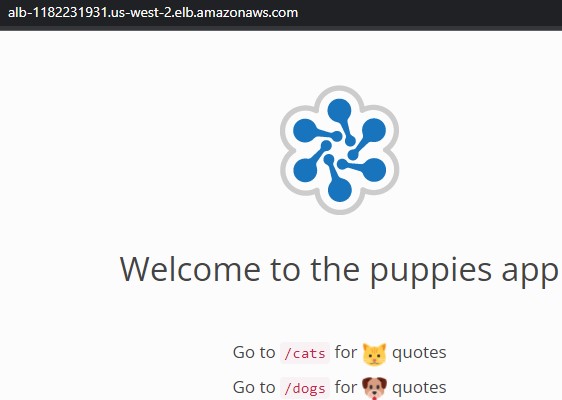 alb-1182231931.us-west-2.elb.amazonaws.com
Welcome to the puppies app
Go to /cats for 🐱 quotes
Go to /dogs for 🐶 quotes